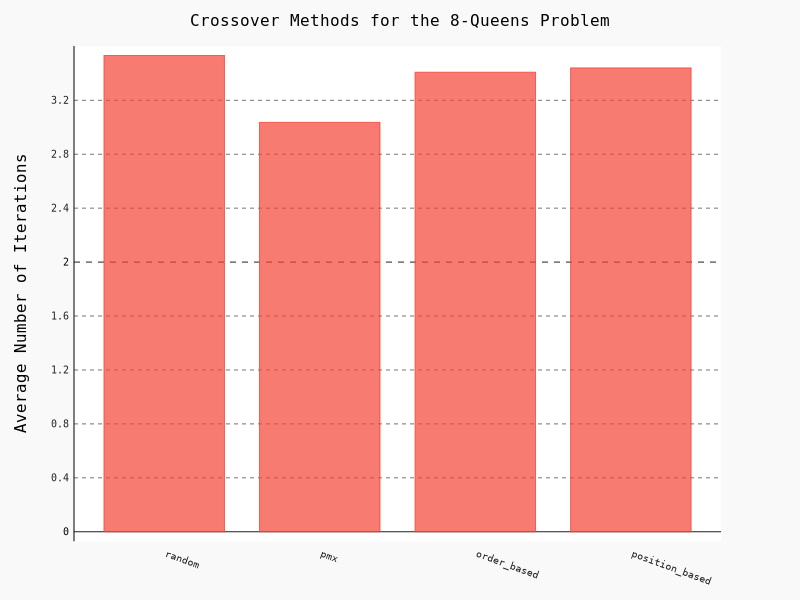 Crossover Methods for the 8-Queens Problem
Average Number of Iterations
3.2
2.8
2.4
2
1.6
1.2
0.8
0.4
0
random
pmx
order_based
position_based